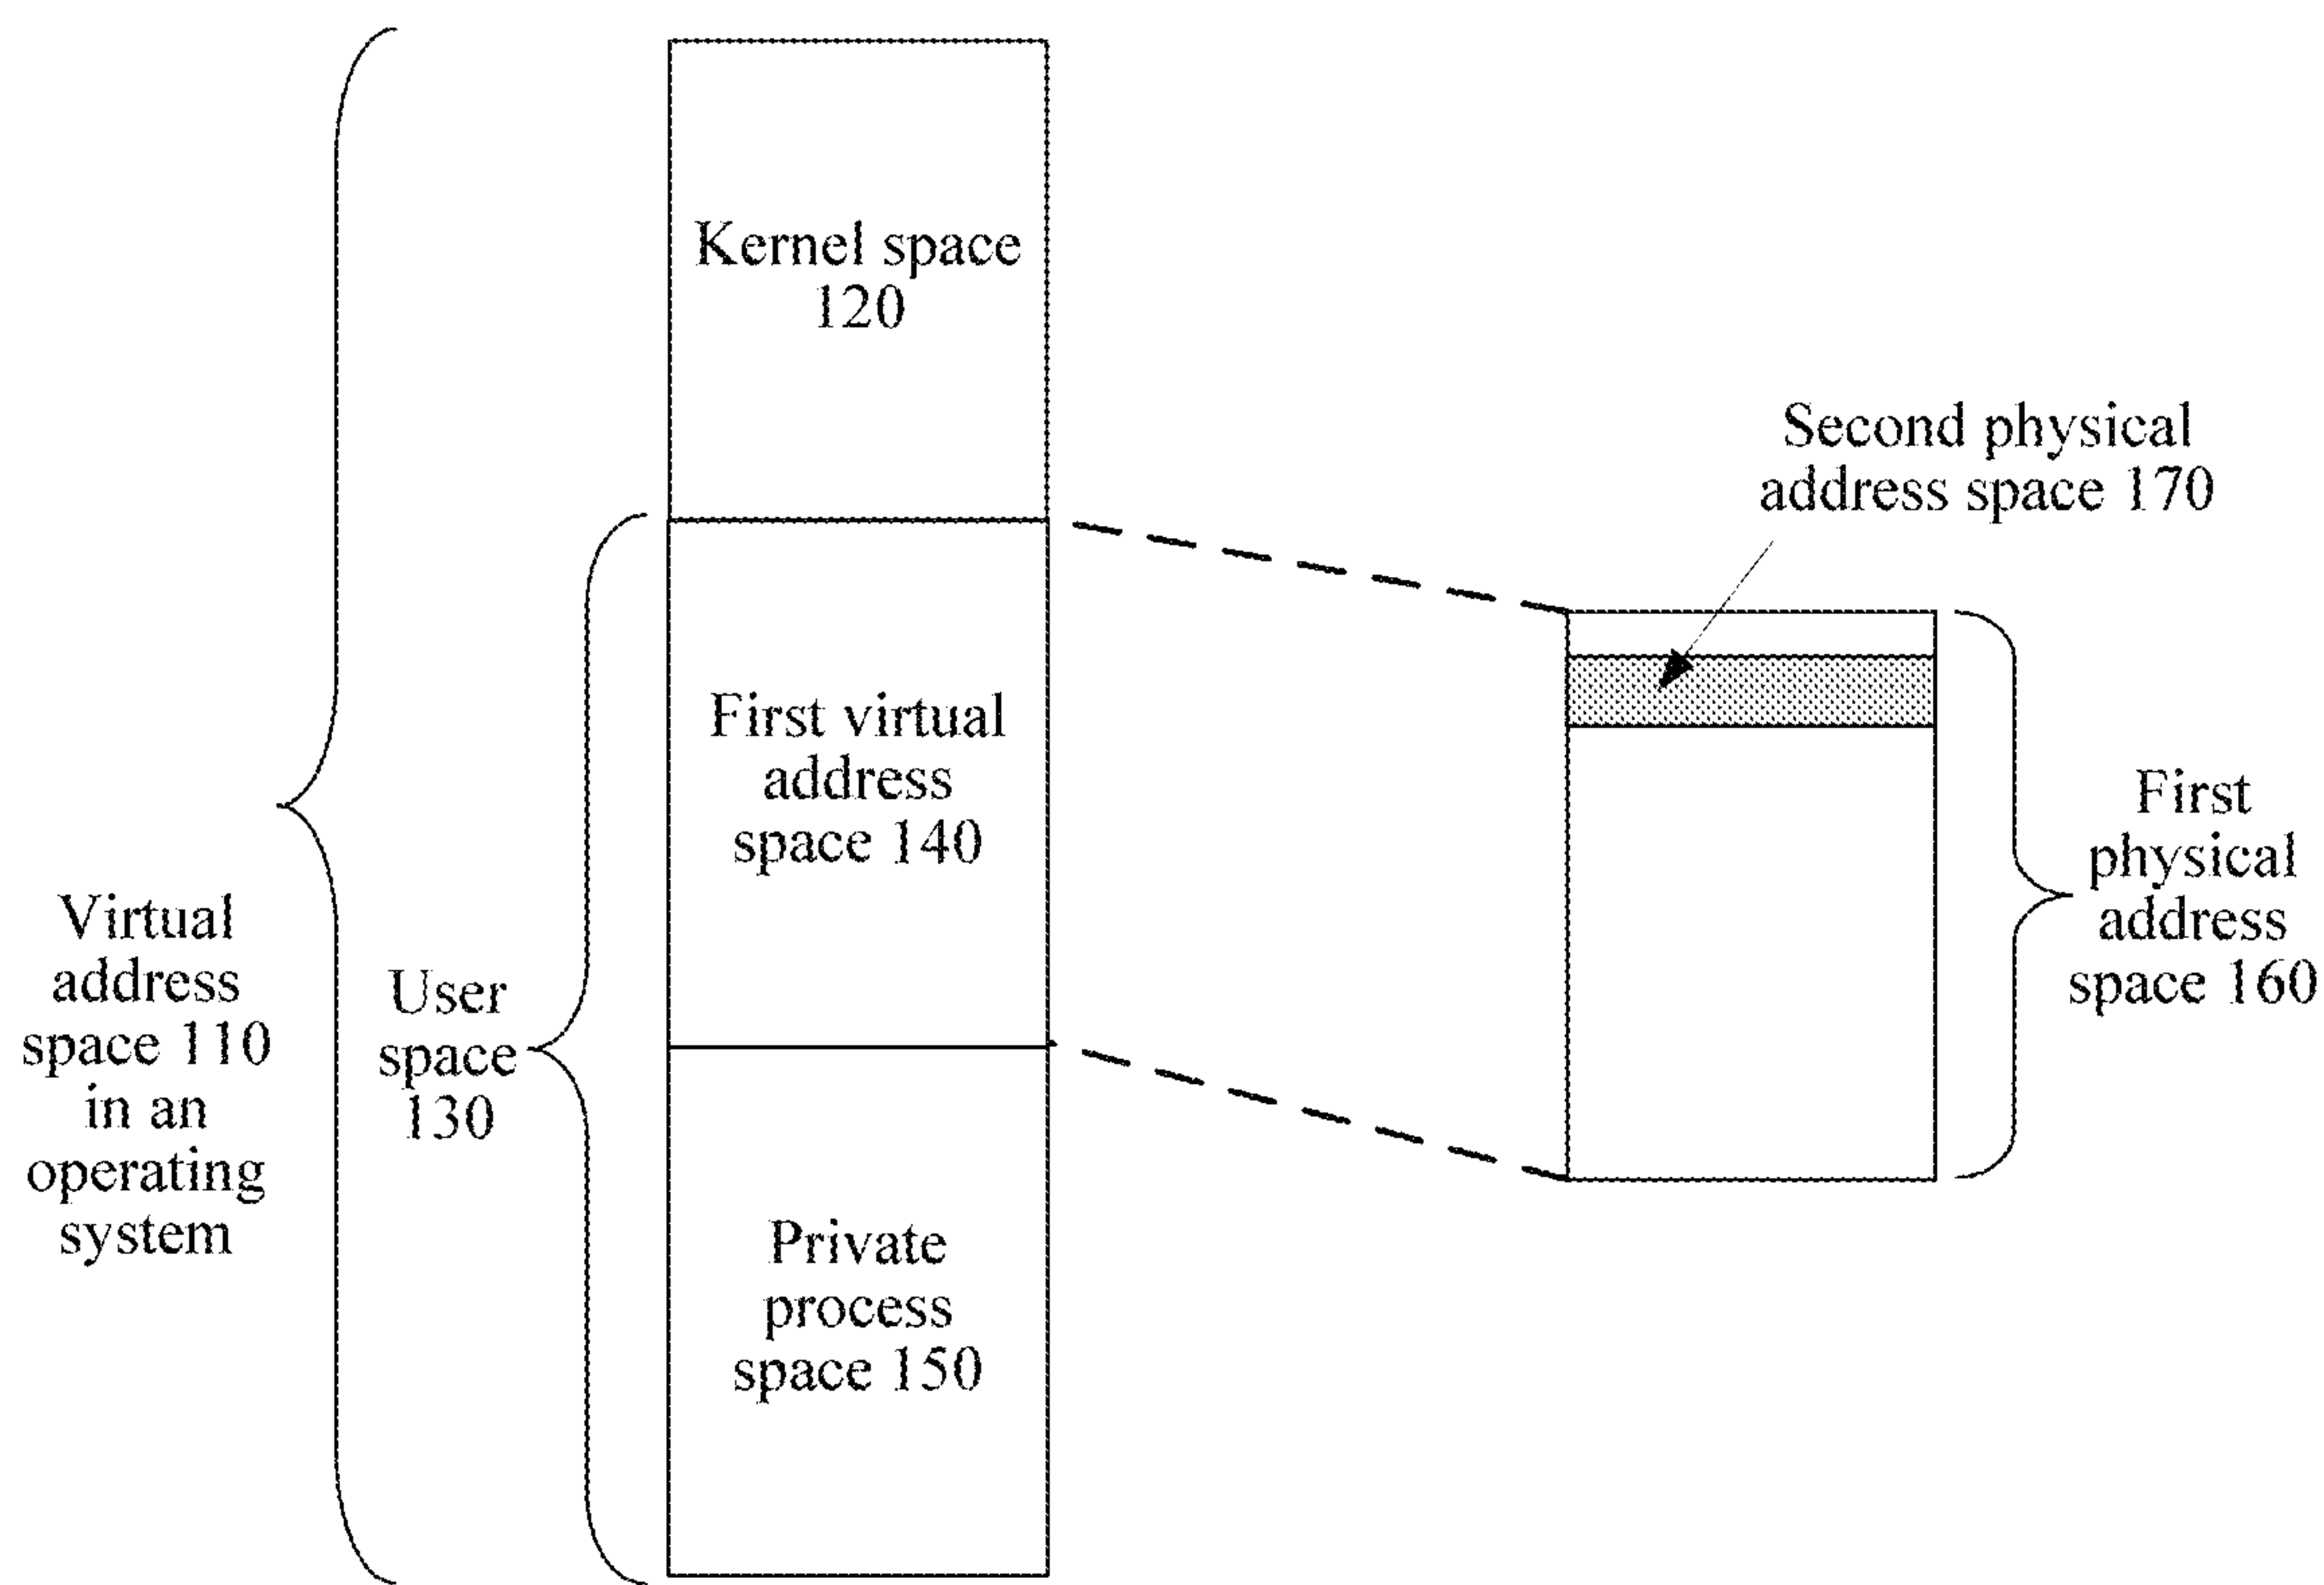 Kernel space
120
Second physical
address space 170
First virtual
address
space 140
First
physical
address
space 160
Virtual
address
space 110
in an
operating
system
User
space
130
Private
process
space 150